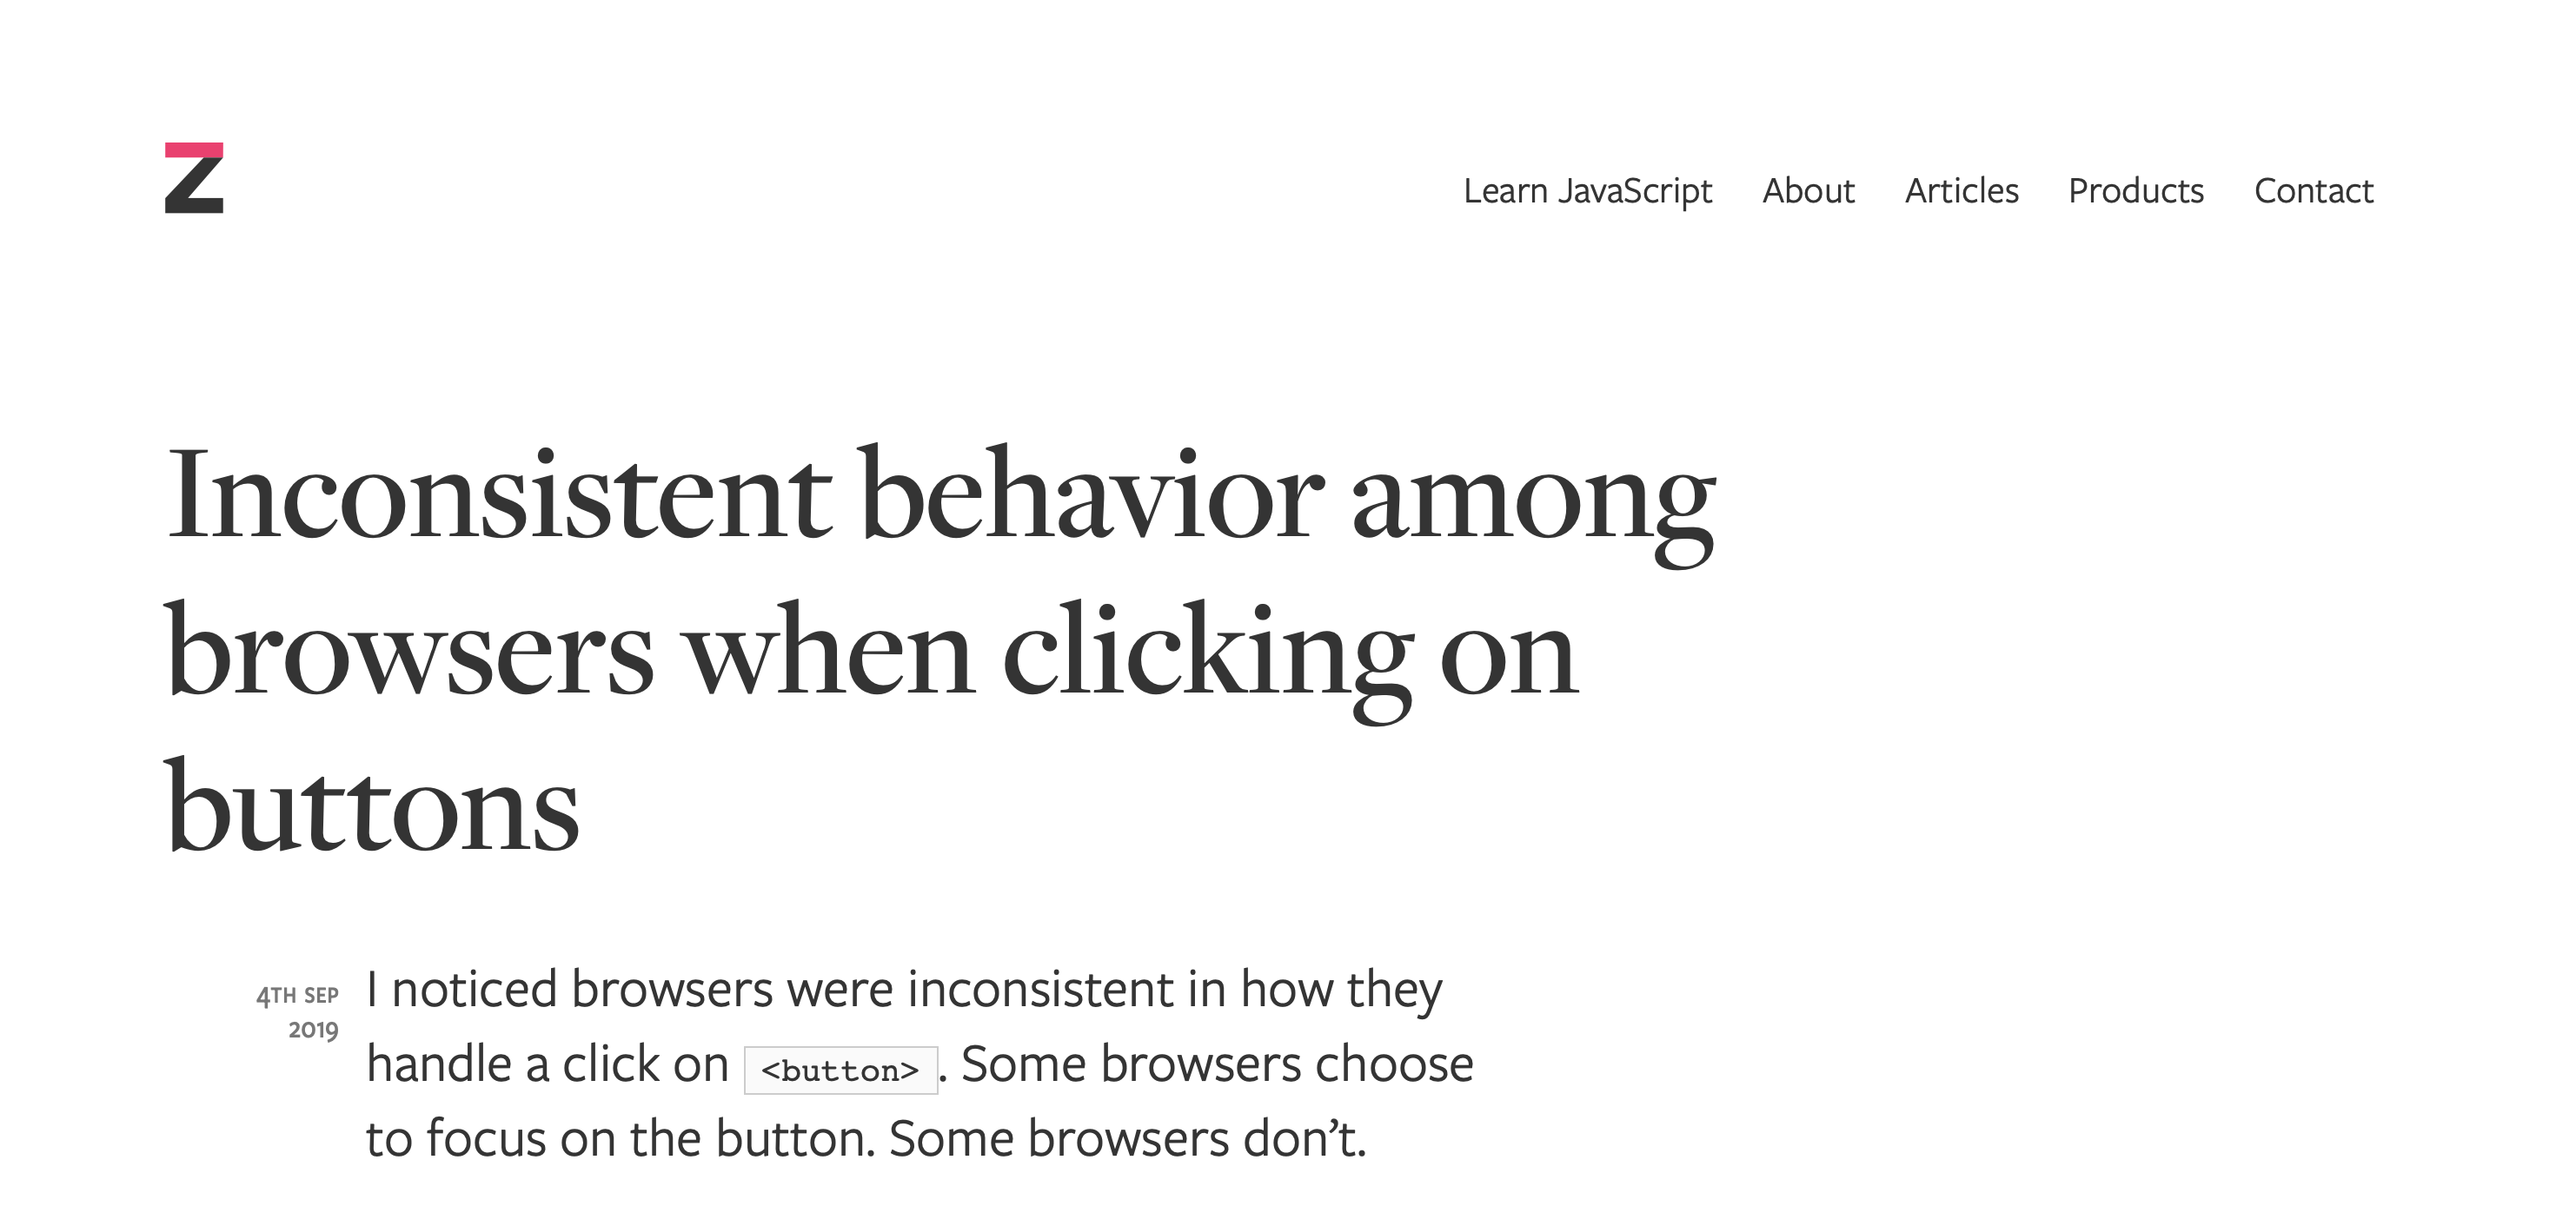 Z
Learn JavaScript About Articles Products Contact
Inconsistent behavior among
browsers when clicking on
buttons
4TH SEP
2019
I noticed browsers were inconsistent in how they
handle a click on <button>. Some browsers choose
to focus on the button. Some browsers don’t.